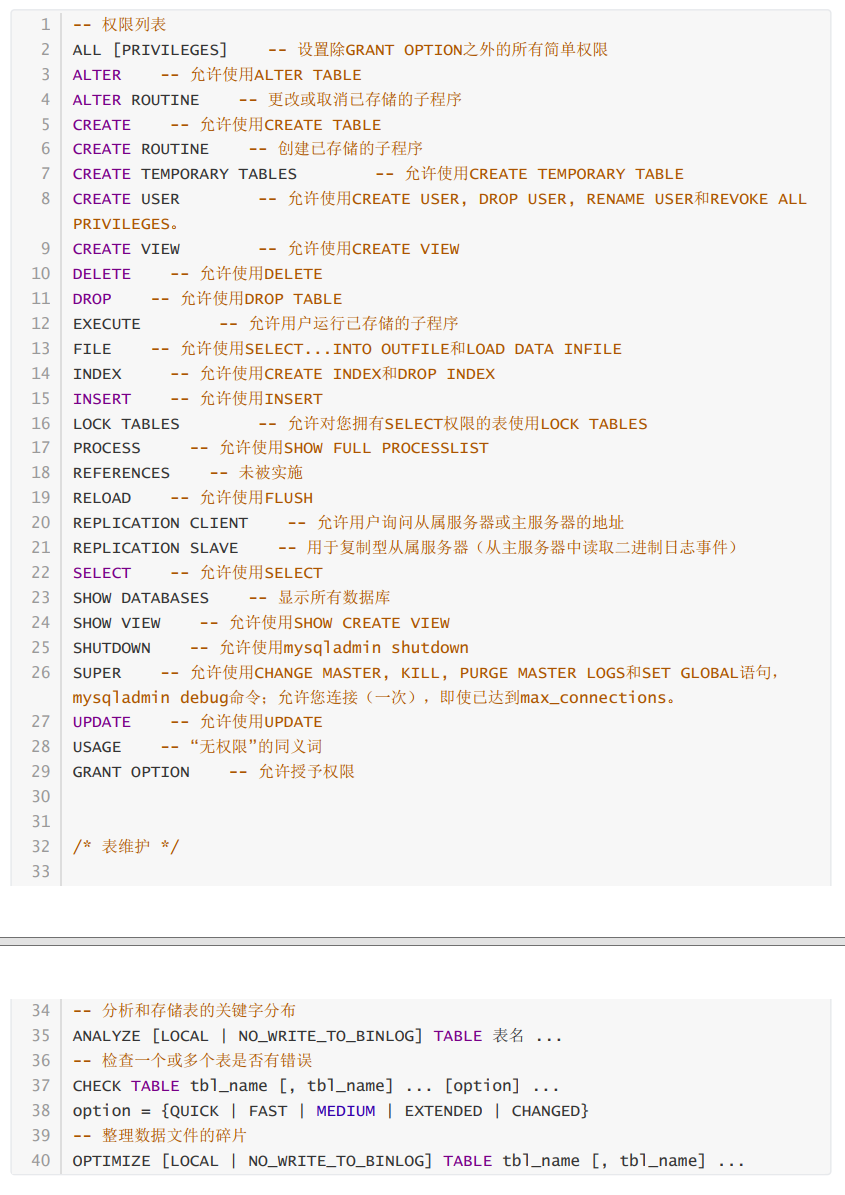 1 -- 权限列表
2 ALL [PRIVILEGES] -- 设置除GRANT OPTION之外的所有简单权限
3 ALTER -- 允许使用ALTER TABLE
4 ALTER ROUTINE -- 更改或取消已存储的子程序
5 CREATE -- 允许使用CREATE TABLE
6 CREATE ROUTINE -- 创建已存储的子程序
7 CREATE TEMPORARY TABLES -- 允许使用CREATE TEMPORARY TABLE
8 CREATE USER -- 允许使用CREATE USER, DROP USER, RENAME USER和REVOKE ALL
PRIVILEGES。
9 CREATE VIEW -- 允许使用CREATE VIEW
10 DELETE -- 允许使用DELETE
11 DROP -- 允许使用DROP TABLE
12 EXECUTE -- 允许用户运行已存储的子程序
13 FILE -- 允许使用SELECT...INTO OUTFILE和LOAD DATA INFILE
14 INDEX -- 允许使用CREATE INDEX和DROP INDEX
15 INSERT -- 允许使用INSERT
16 LOCK TABLES -- 允许对您拥有SELECT权限的表使用LOCK TABLES
17 PROCESS -- 允许使用SHOW FULL PROCESSLIST
18 REFERENCES -- 未被实施
19 RELOAD -- 允许使用FLUSH
20 REPLICATION CLIENT -- 允许用户询问从属服务器或主服务器的地址
21 REPLICATION SLAVE -- 用于复制型从属服务器（从主服务器中读取二进制日志事件）
22 SELECT -- 允许使用SELECT
23 SHOW DATABASES -- 显示所有数据库
24 SHOW VIEW -- 允许使用SHOW CREATE VIEW
25 SHUTDOWN -- 允许使用mysqladmin shutdown
26 SUPER -- 允许使用CHANGE MASTER, KILL, PURGE MASTER LOGS和SET GLOBAL语句，
mysqladmin debug命令；允许您连接（一次），即使已达到max_connections。
27 UPDATE -- 允许使用UPDATE
28 USAGE -- “无权限”的同义词
29 GRANT OPTION -- 允许授予权限
30
31
32 /* 表维护 */
33
34 -- 分析和存储表的关键字分布
35 ANALYZE [LOCAL | NO_WRITE_TO_BINLOG] TABLE 表名 ...
36 -- 检查一个或多个表是否有错误
37 CHECK TABLE tbl_name [, tbl_name] ... [option] ...
38 option = {QUICK | FAST | MEDIUM | EXTENDED | CHANGED}
39 -- 整理数据文件的碎片
40 OPTIMIZE [LOCAL | NO_WRITE_TO_BINLOG] TABLE tbl_name [, tbl_name] ...